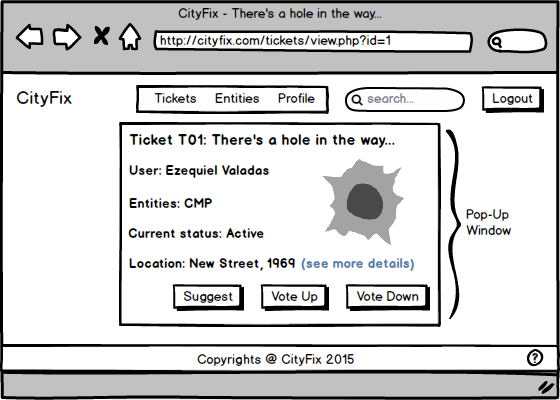 CityFix - There's a hole in the way...
http://cityfix.com/tickets/view.php?id=1
CityFix
Tickets Entities Profile
search...
Logout
Ticket T01: There's a hole in the way...
User: Ezequiel Valadas
Entities: CMP
Current status: Active
Location: New Street, 1969 (see more details)
Suggest Vote Up Vote Down
Pop-Up
Window
Copyrights @ CityFix 2015
?